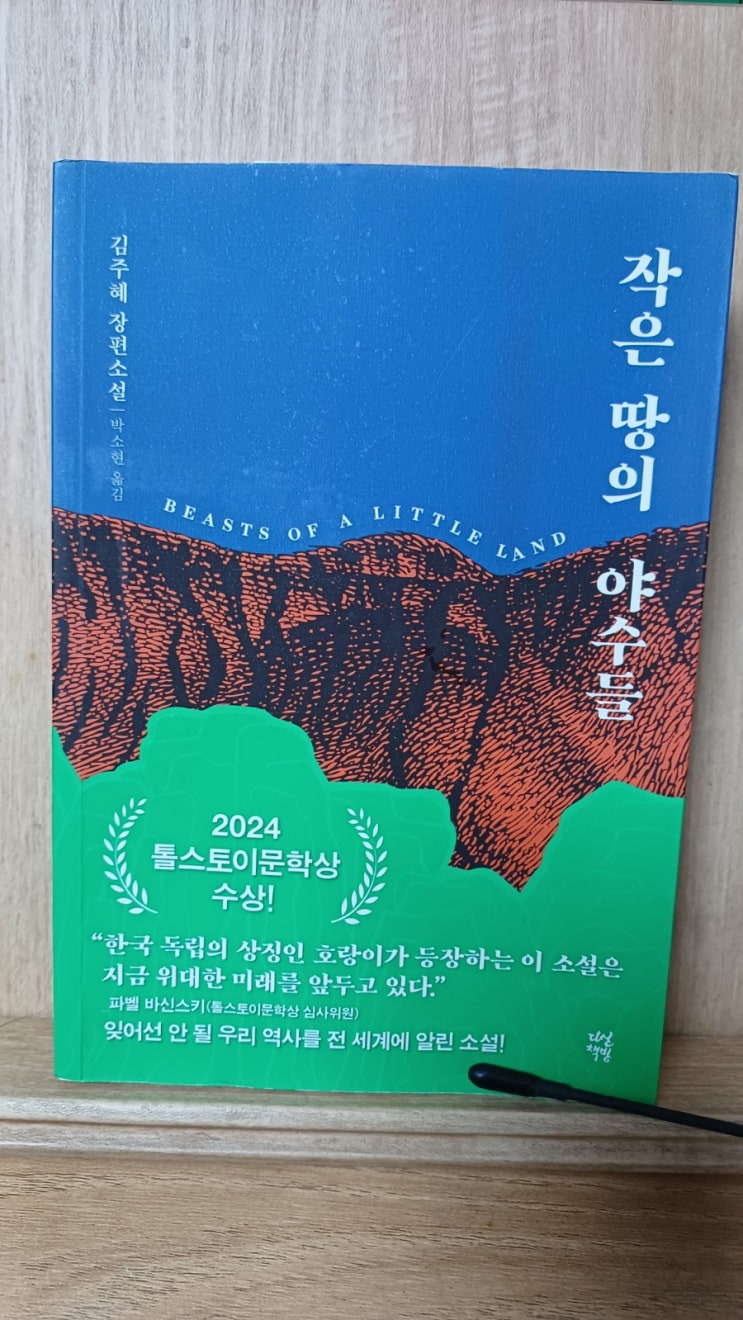 작은 땅의 야수들
김주혜 장편소설 | 박소현 옮김
BEASTS OF A LITTLE LAND
2024
톨스토이문학상
수상!
“한국 독립의 상징인 호랑이가 등장하는 이 소설은
지금 위대한 미래를 앞두고 있다.”
파벨 바신스키(톨스토이문학상 심사위원)
잊어선 안 될 우리 역사를 전 세계에 알린 소설!
다산
책방